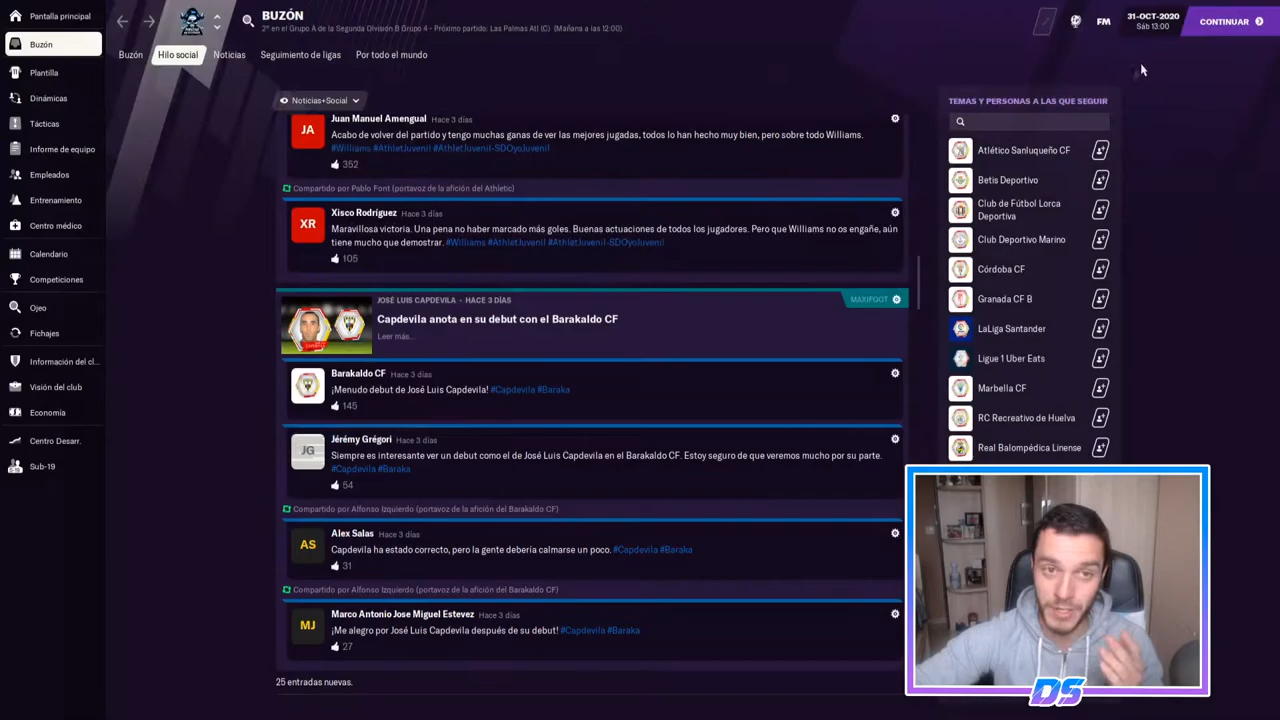 Pantalla principal
Buzón
Plantilla
Dinámicas
Tácticas
Informe de equipo
Empleados
Entrenamiento
Centro médico
Calendario
Competiciones
Ojeo
Fichajes
Información del cl...
Visión del club
Economía
Centro Desarr.
Sub-19
BUZÓN
2º en el Grupo A de la Segunda División B Grupo 4 - Próximo partido: Las Palmas Atl (C) (Mañana a las 12:00)
FM
31-OCT-2020
Sáb 13:00
CONTINUAR
Buzón
Hilo social
Noticias
Seguimiento de ligas
Por todo el mundo
Noticias+Social
JA
Juan Manuel Amengual Hace 3 días
Acabo de volver del partido y tengo muchas ganas de ver las mejores jugadas, todos lo han hecho muy bien, pero sobre todo Williams.
#Williams #AthletJuvenil #AthletJuvenil-SDOyoJuvenil
352
Compartido por Pablo Font (portavoz de la afición del Athletic)
XR
Xisco Rodríguez Hace 3 días
Maravillosa victoria. Una pena no haber marcado más goles. Buenas actuaciones de todos los jugadores. Pero que Williams no os engañe, aún
tiene mucho que demostrar. #Williams #AthletJuvenil #AthletJuvenil-SDOyoJuvenil
105
JOSÉ LUIS CAPDEVILA - HACE 3 DÍAS
MAXIFOOT
Capdevila anota en su debut con el Barakaldo CF
Leer más...
Barakaldo CF Hace 3 días
¡Menudo debut de José Luis Capdevila! #Capdevila #Baraka
145
JG
Jérémy Grégori Hace 3 días
Siempre es interesante ver un debut como el de José Luis Capdevila en el Barakaldo CF. Estoy seguro de que veremos mucho por su parte.
#Capdevila #Baraka
54
Compartido por Alfonso Izquierdo (portavoz de la afición del Barakaldo CF)
AS
Alex Salas Hace 3 días
Capdevila ha estado correcto, pero la gente debería calmarse un poco. #Capdevila #Baraka
31
Compartido por Alfonso Izquierdo (portavoz de la afición del Barakaldo CF)
MJ
Marco Antonio Jose Miguel Estevez Hace 3 días
¡Me alegro por José Luis Capdevila después de su debut! #Capdevila #Baraka
27
25 entradas nuevas.
TEMAS Y PERSONAS A LAS QUE SEGUIR
Atlético Sanluqueño CF
Betis Deportivo
Club de Fútbol Lorca
Deportiva
Club Deportivo Marino
Córdoba CF
Granada CF B
LaLiga Santander
Ligue 1 Uber Eats
Marbella CF
RC Recreativo de Huelva
Real Balompédica Linense
DS